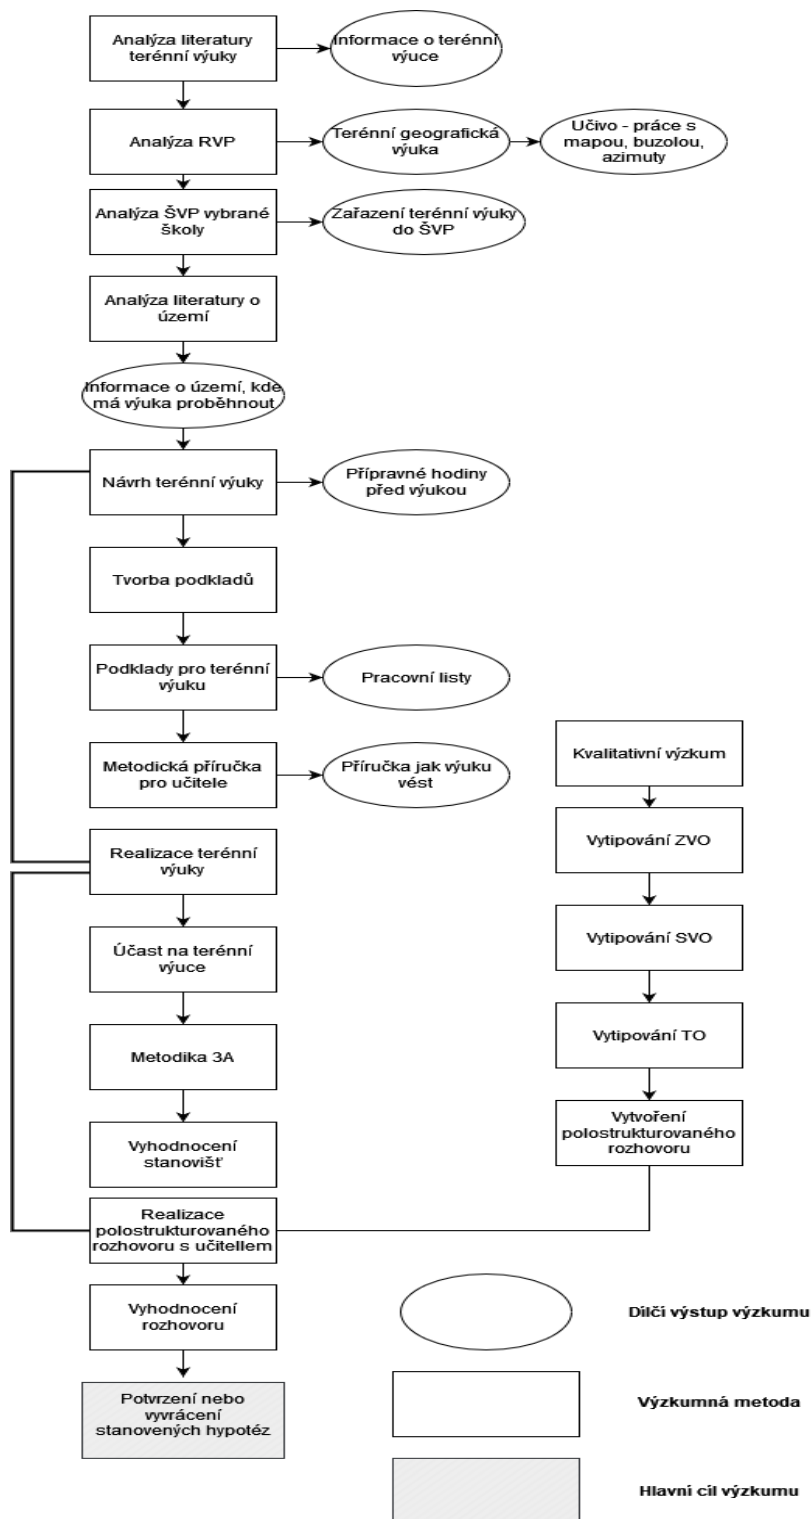 Analýza literatury
terénní výuky
Informace o terénní
výuce
Analýza RVP
Terénní geografická
výuka
Učivo - práce s
mapou, buzolou,
azimuty
Analýza ŠVP vybrané
školy
Zařazení terénní výuky
do ŠVP
Analýza literatury o
území
Informace o území, kde
má výuka proběhnout
Návrh terénní výuky
Přípravné hodiny
před výukou
Tvorba podkladů
Podklady pro terénní
výuku
Pracovní listy
Metodická příručka
pro učitele
Příručka jak výuku
vést
Realizace terénní
výuky
Účast na terénní
výuce
Metodika 3A
Vyhodnocení
stanovišť
Kvalitativní výzkum
Vytipování ZVO
Vytipování SVO
Vytipování TO
Vytvoření
polostrukturovaného
rozhovoru
Realizace
polostrukturovaného
rozhovoru s učitellem
Vyhodnocení
rozhovoru
Potvrzení nebo
vyvrácení
stanovených hypotéz
Dílčí výstup výzkumu
Výzkumná metoda
Hlavní cíl výzkumu